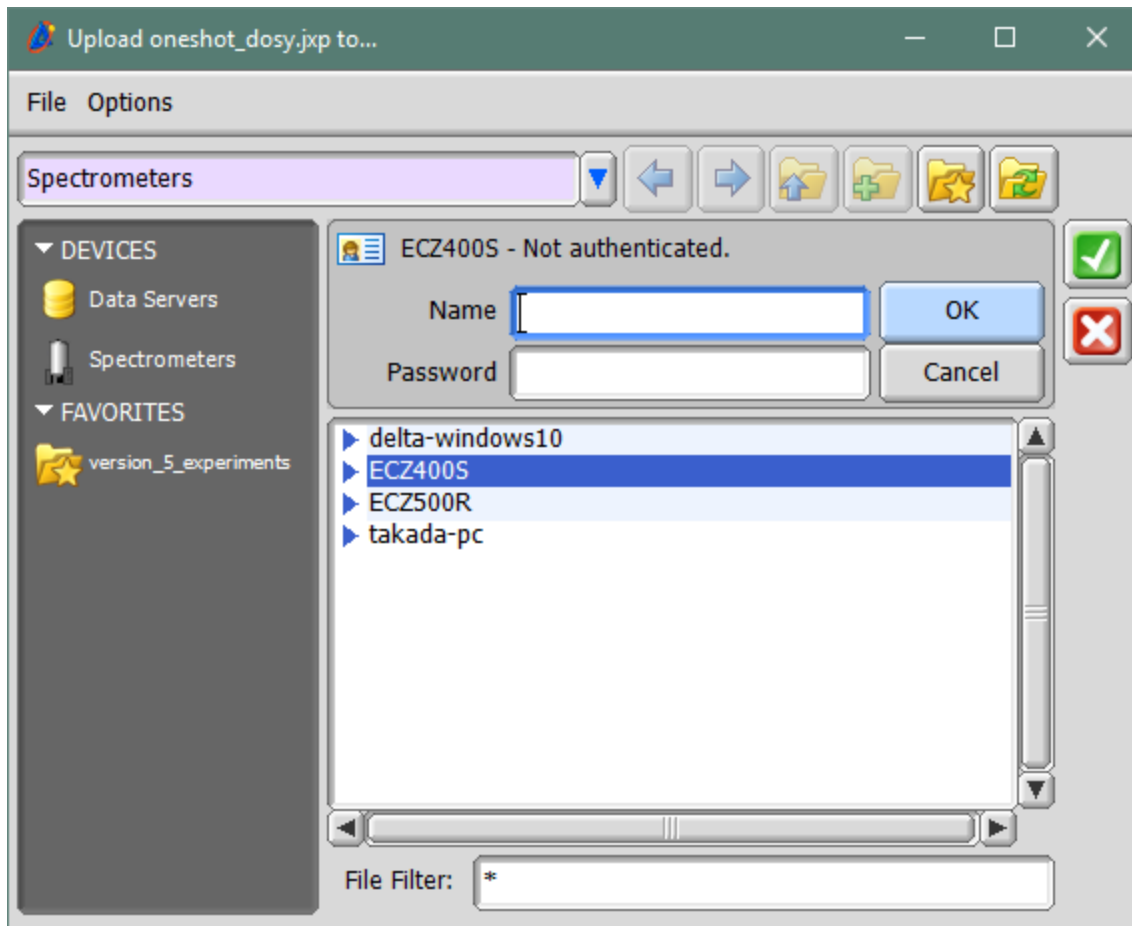 Upload oneshot_dosy.jxp to...
File Options
Spectrometers
DEVICES
Data Servers
Spectrometers
FAVORITES
version_5_experiments
ECZ400S - Not authenticated.
Name
OK
Password
Cancel
delta-windows10
ECZ400S
ECZ500R
takada-pc
File Filter: *